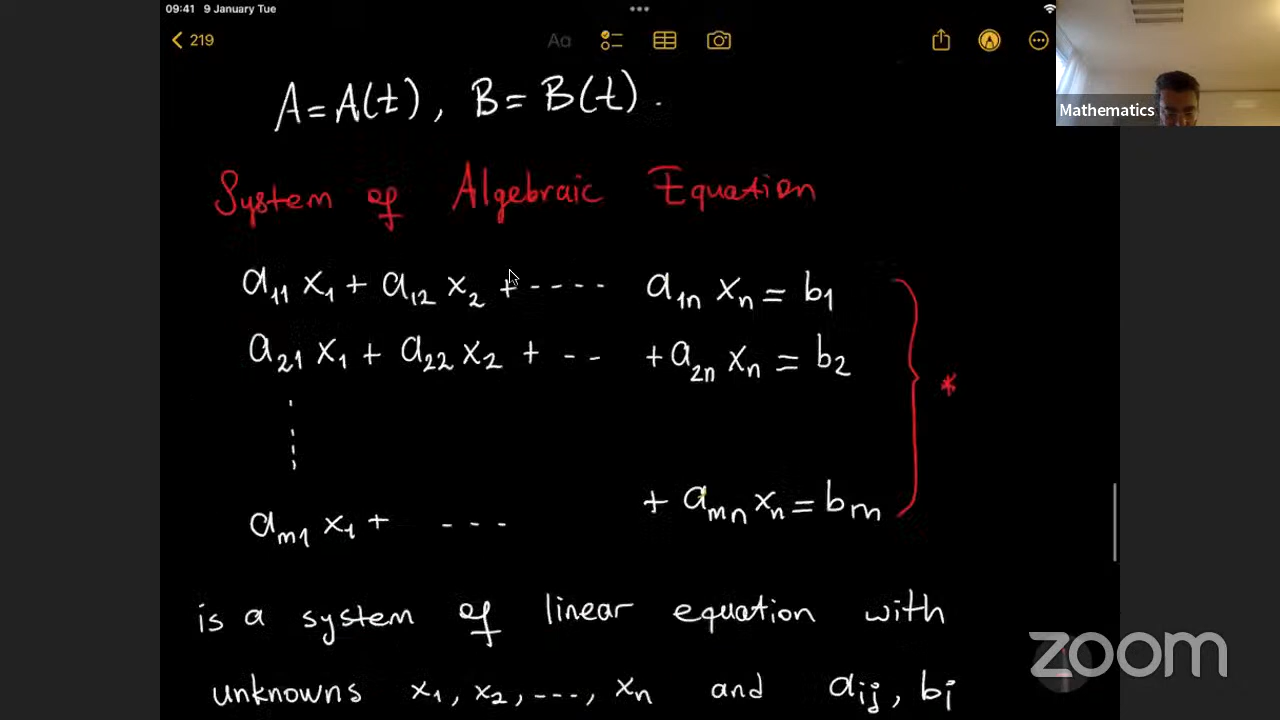 09:41 9 January Tue
219
Aa
Mathematics
A=A(t), B=B(t).
System of Algebraic Equation
a11 x1 + a12 x2 + ---- a1n xn = b1
a21 x1 + a22 x2 + -- + a2n xn = b2
*
am1 x1 + --- + amn xn = bm
is a system of linear equation with
unknowns x1, x2, ---, xn and aij, bi
zoom